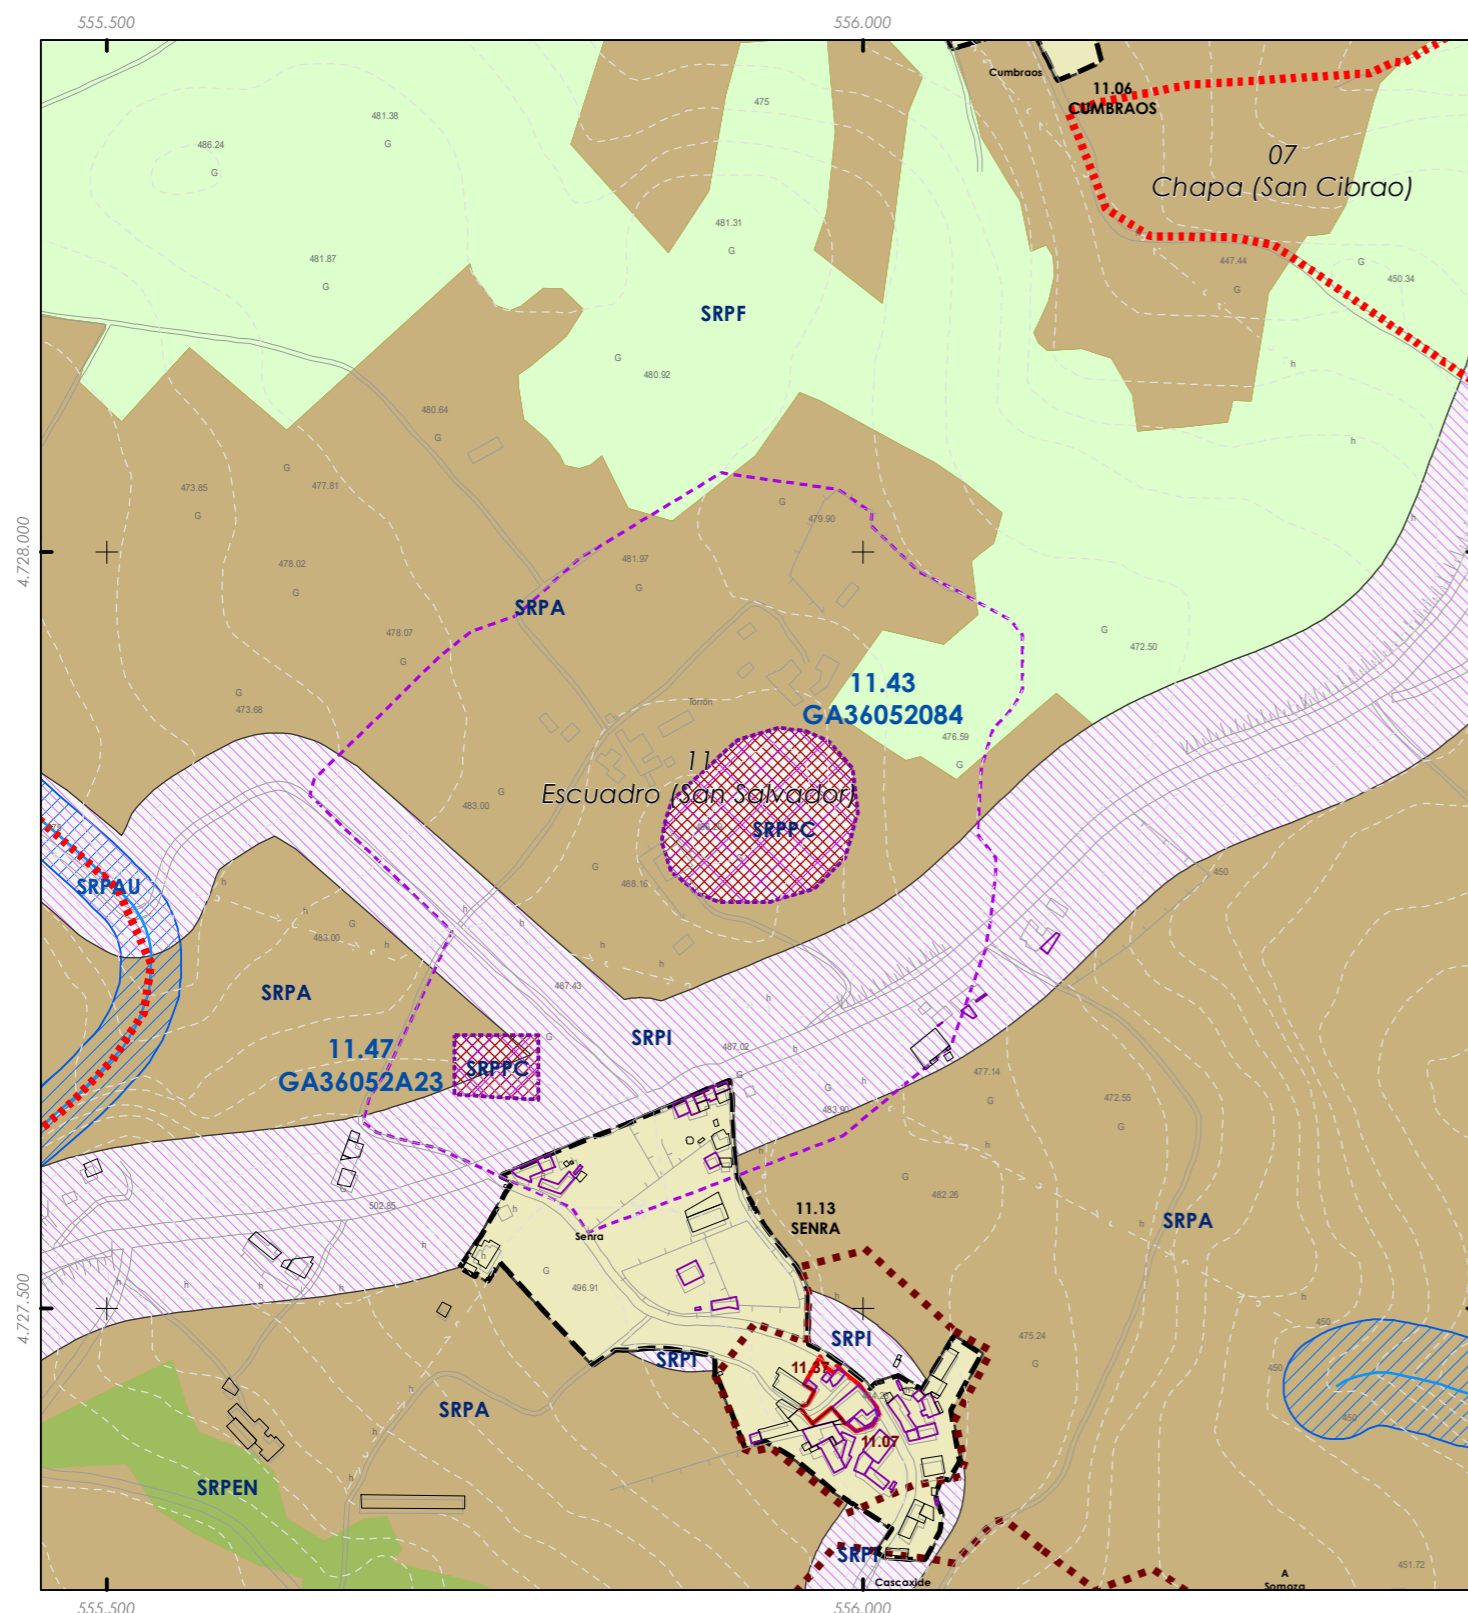 555.500
556.000
Cumbraos
11.06
CUMBRAOS
475
481.38
486.24
G
G
07
Chapa (San Cibrao)
481.31
G
481.87
G
447.44
G
G
450.34
SRPF
G
480.92
h
480.64
G
h
G
477.81
473.85
G
G
479.90
h
4.728.000
481.97
G
478.02
G
SRPA
478.07
G
G
472.50
G
473.68
11.43
GA36052084
Torrón
476.59
G
11
Escuadro (San Salvador)
G
483.00
SRPPC
G
488.16
450
SRPAU
h
h
G
483.00
h
h
h
h
487.43
h
SRPA
11.47
GA36052A23
SRPPC
G
SRPI
487.02
G
h
G
h
483.90
477.14
G
472.55
G
h
G
482.26
11.13
SENRA
SRPA
h
G
502.85
h
h
h
Senra
G
496.91
h
h
h
h
h
h
4.727.500
450
475.24
G
SRPI
SRPI
450
11.37
450
11.07
h
SRPA
h
h
SRPEN
SRPI
Cascaxide
A
Somoza
451.72
555.500
556.000